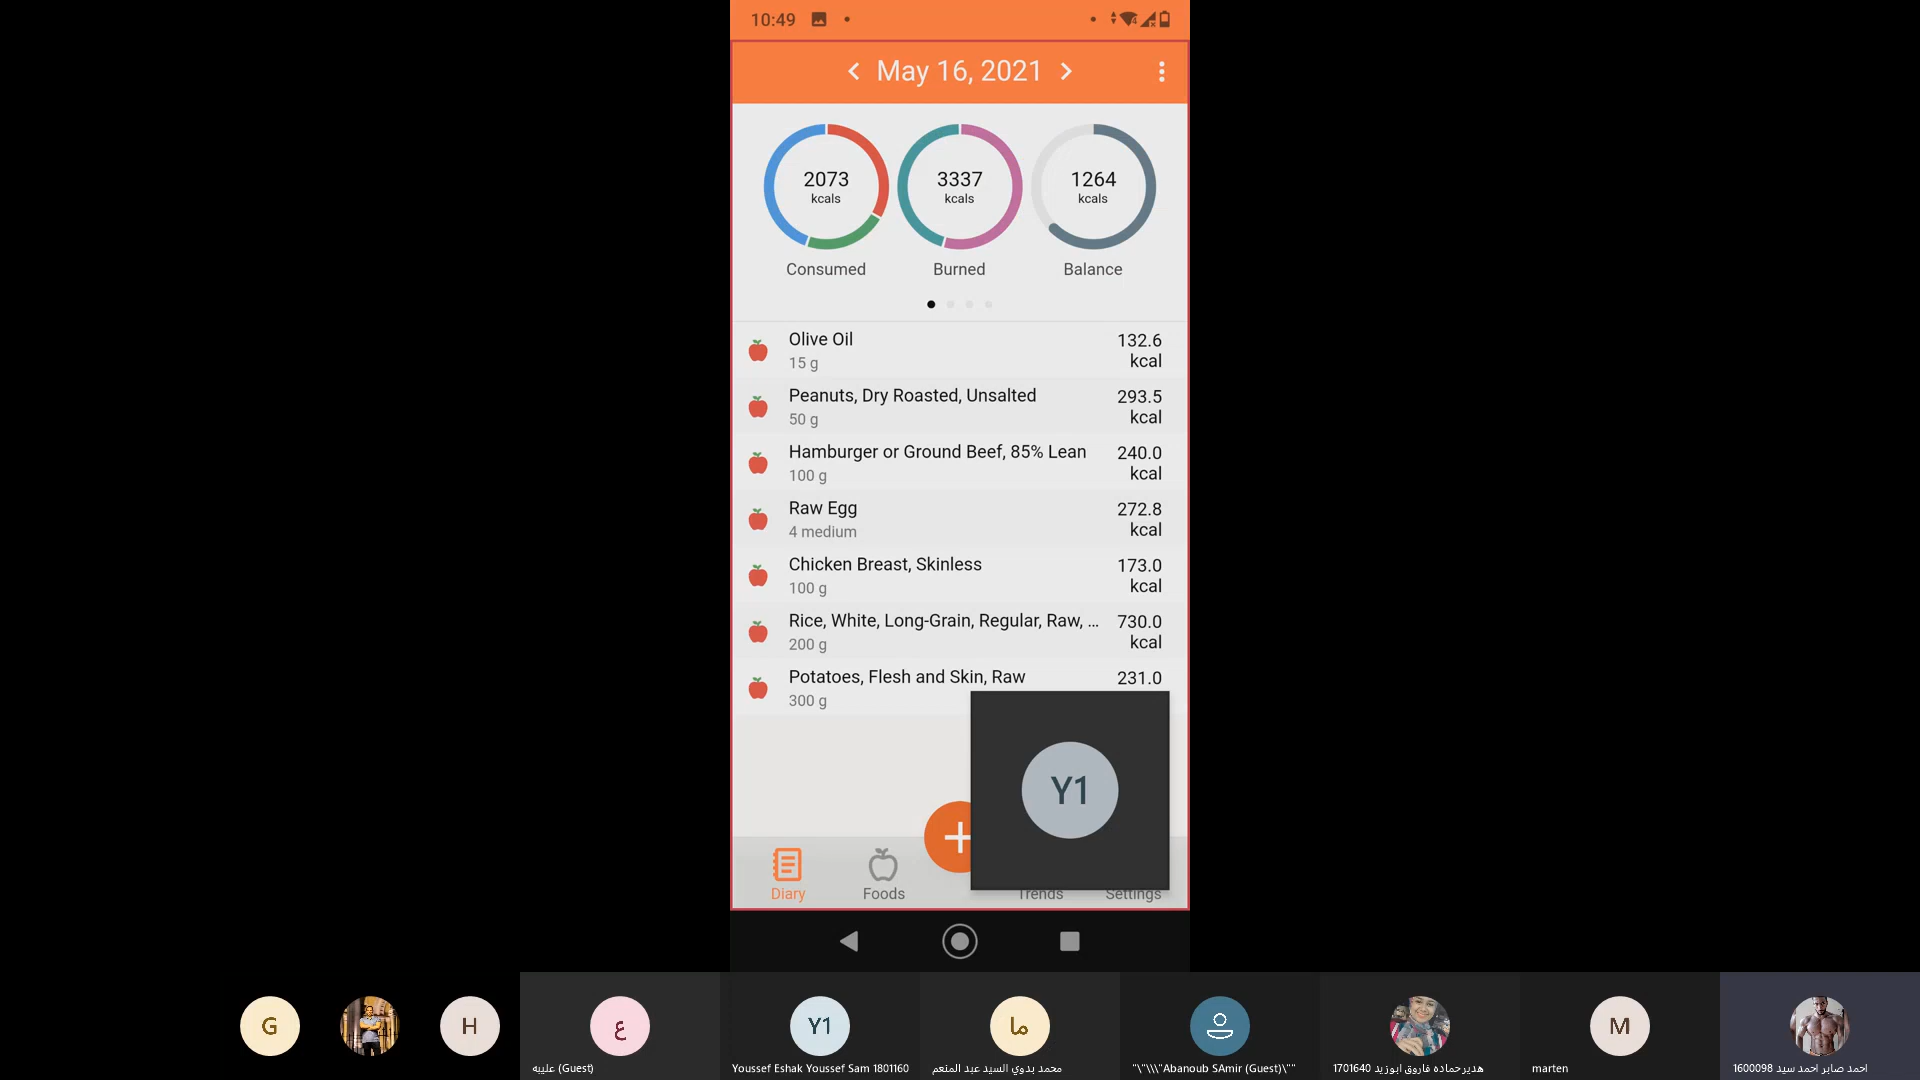 10:49
May 16, 2021
2073
kcals
3337
kcals
1264
kcals
Consumed
Burned
Balance
Olive Oil
132.6
15 g
kcal
Peanuts, Dry Roasted, Unsalted
293.5
50 g
kcal
Hamburger or Ground Beef, 85% Lean
240.0
100 g
kcal
Raw Egg
272.8
4 medium
kcal
Chicken Breast, Skinless
173.0
100 g
kcal
Rice, White, Long-Grain, Regular, Raw, ...
730.0
200 g
kcal
Potatoes, Flesh and Skin, Raw
231.0
300 g
Y1
Diary
Foods
Trends
Settings
G
H
ع
Y1
ما
M
عليبه (Guest)
Youssef Eshak Youssef Sam 1801160
محمد بدوي السيد عبد المنعم
"\"\\\"Abanoub SAmir (Guest)\""
هديرحماده فاروق ابوزيد 1701640
marten
احمد صابر احمد سيد 1600098